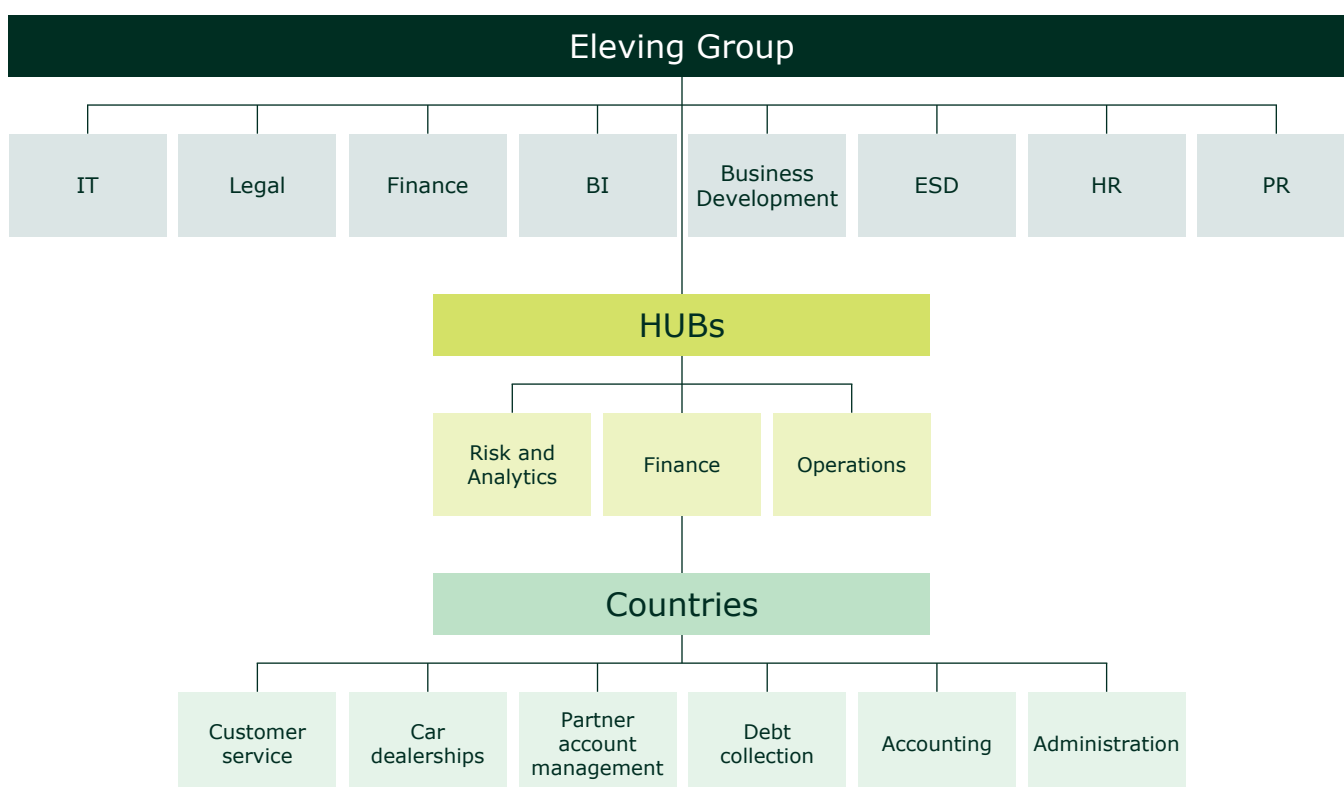 Eleving Group
IT
Legal
Finance
BI
Business
Development
ESD
HR
PR
HUBs
Risk and
Analytics
Finance
Operations
Countries
Customer
service
Car
dealerships
Partner
account
management
Debt
collection
Accounting
Administration